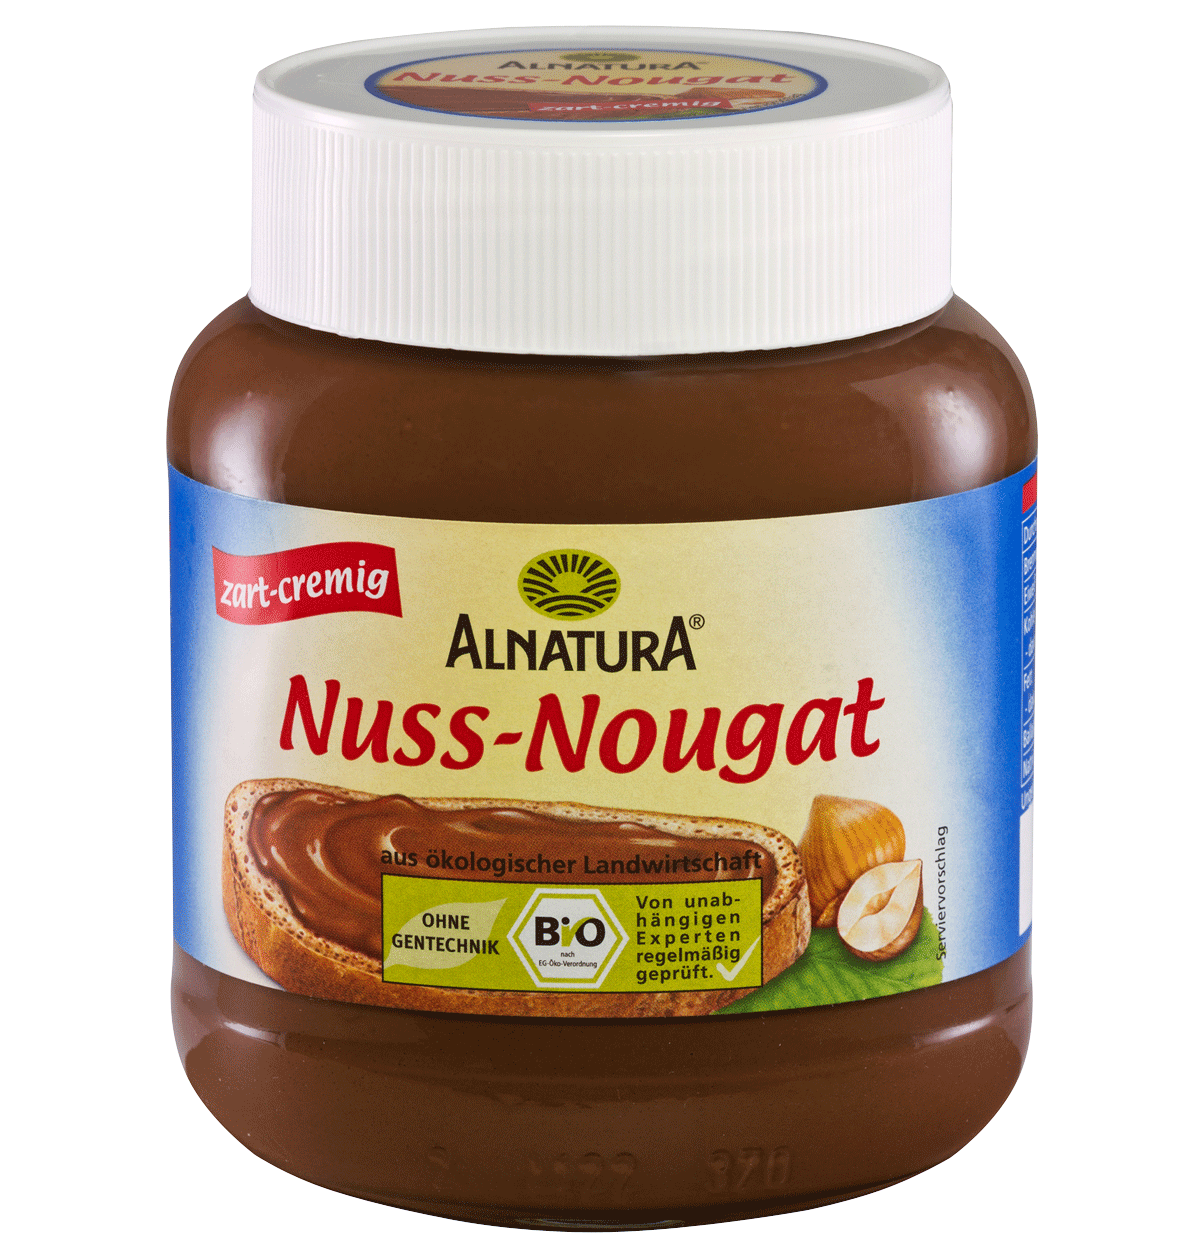 ALNATURA
Nuss-Nougat
zart-cremig
zart-cremig
ALNATURA®
Nuss-Nougat
aus ökologischer Landwirtschaft
OHNE
GENTECHNIK
BiO
nach
EG-Öko-Verordnung
Von unab-
hängigen
Experten
regelmäßig
geprüft.
Serviervorschlag
370